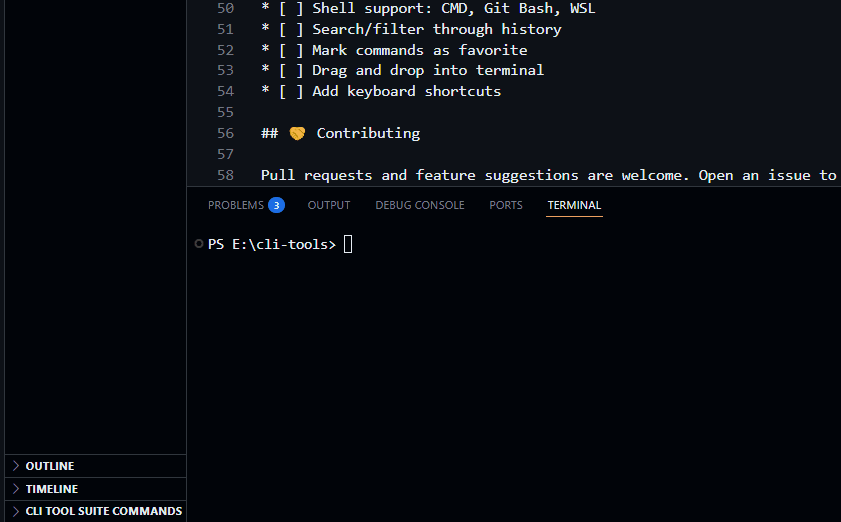 50 * [ ] Shell support: CMD, Git Bash, WSL
51 * [ ] Search/filter through history
52 * [ ] Mark commands as favorite
53 * [ ] Drag and drop into terminal
54 * [ ] Add keyboard shortcuts
55
56 ## 🤝 Contributing
57
58 Pull requests and feature suggestions are welcome. Open an issue to
PROBLEMS 3 OUTPUT DEBUG CONSOLE PORTS TERMINAL
PS E:\cli-tools>
OUTLINE
TIMELINE
CLI TOOL SUITE COMMANDS